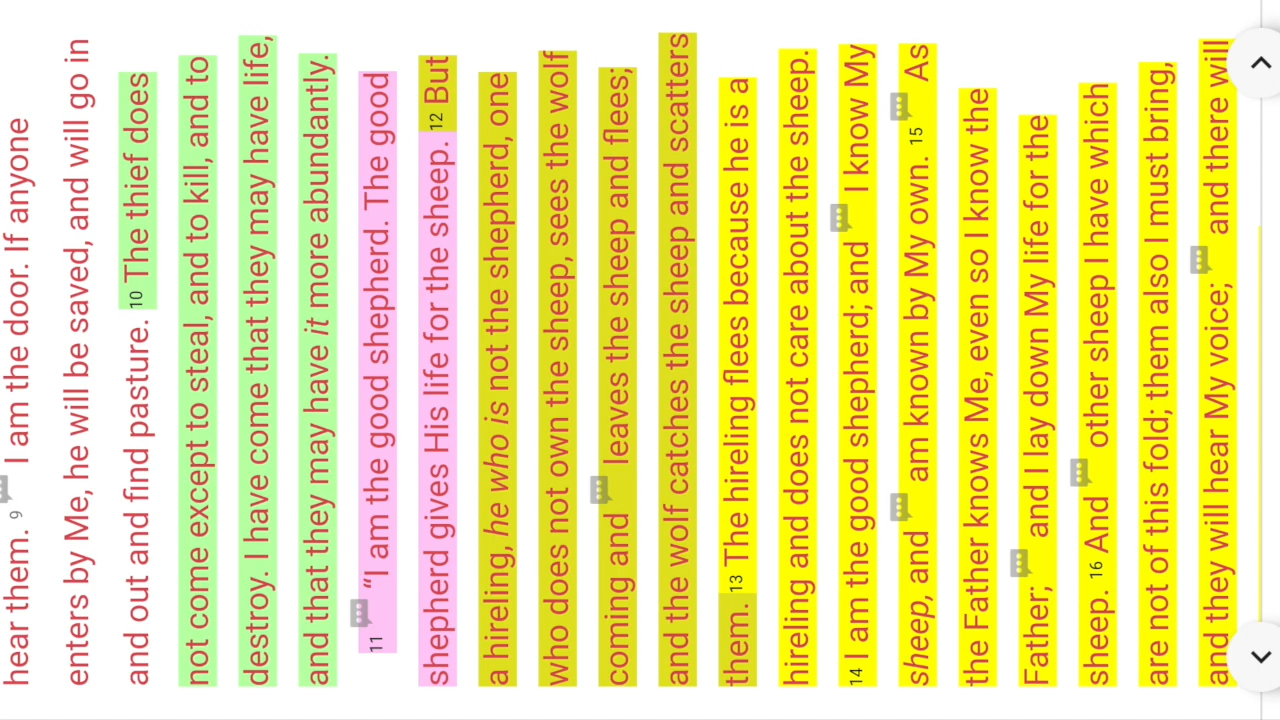 hear them. 9 I am the door. If anyone
enters by Me, he will be saved, and will go in
and out and find pasture. 10 The thief does
not come except to steal, and to kill, and to
destroy. I have come that they may have life,
and that they may have it more abundantly.
11 “I am the good shepherd. The good
shepherd gives His life for the sheep. 12 But
a hireling, he who is not the shepherd, one
who does not own the sheep, sees the wolf
coming and leaves the sheep and flees;
and the wolf catches the sheep and scatters
them. 13 The hireling flees because he is a
hireling and does not care about the sheep.
14 I am the good shepherd; and I know My
sheep, and am known by My own. 15 As
the Father knows Me, even so I know the
Father; and I lay down My life for the
sheep. 16 And other sheep I have which
are not of this fold; them also I must bring,
and they will hear My voice; and there will